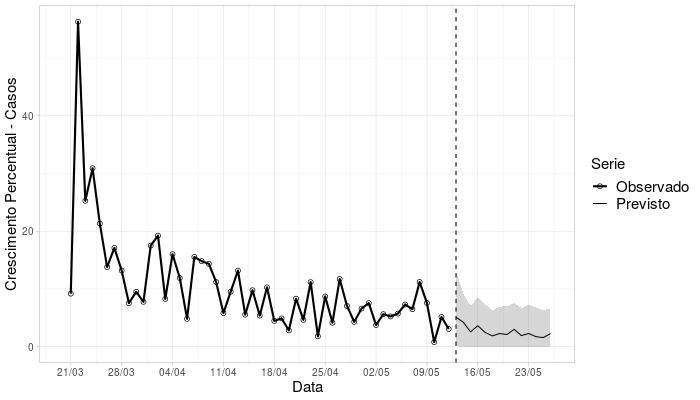 Crescimento Percentual - Casos
40
20
0
21/03 28/03 04/04 11/04 18/04 25/04 02/05 09/05 16/05 23/05
Data
Serie
Observado
Previsto